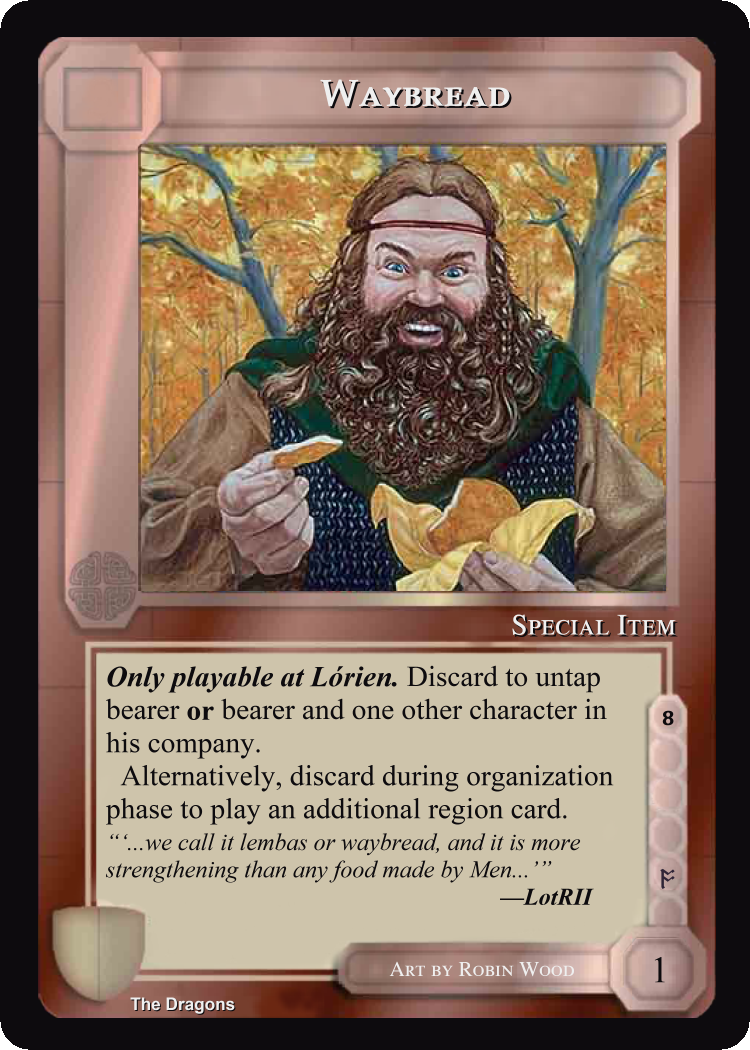 WAYBREAD
SPECIAL ITEM
Only playable at Lórien. Discard to untap
bearer or bearer and one other character in
his company.
Alternatively, discard during organization
phase to play an additional region card.
“‘...we call it lembas or waybread, and it is more
strengthening than any food made by Men...’”
—LotRII
8
ᚩ
ART BY ROBIN WOOD
1
The Dragons